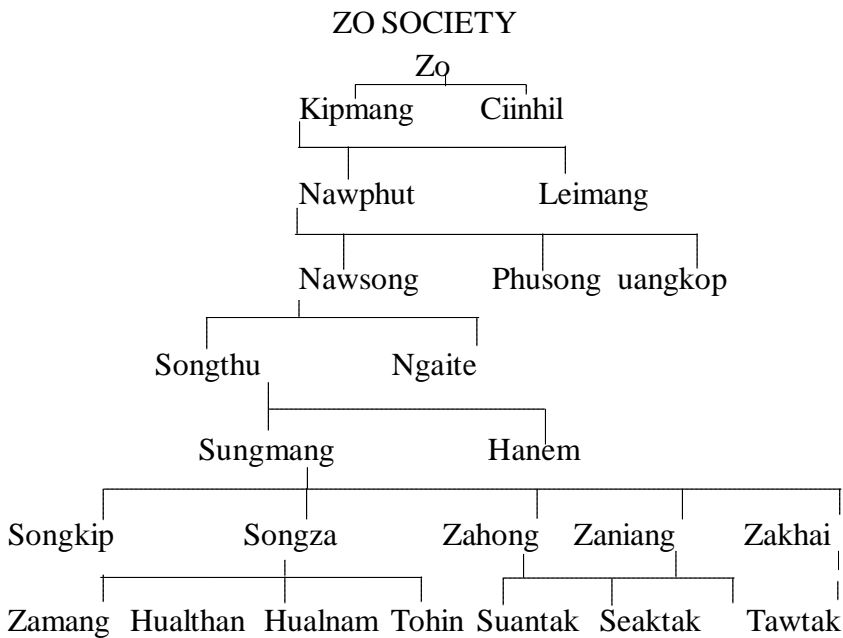 ZO SOCIETY
Zo
Kipmang Ciinhil
Nawphut Leimang
Nawsong Phusong uangkop
Songthu Ngaite
Sungmang Hanem
Songkip Songza Zahong Zaniang Zakhai
Zamang Hualthan Hualnam Tohin Suantak Seaktak Tawtak